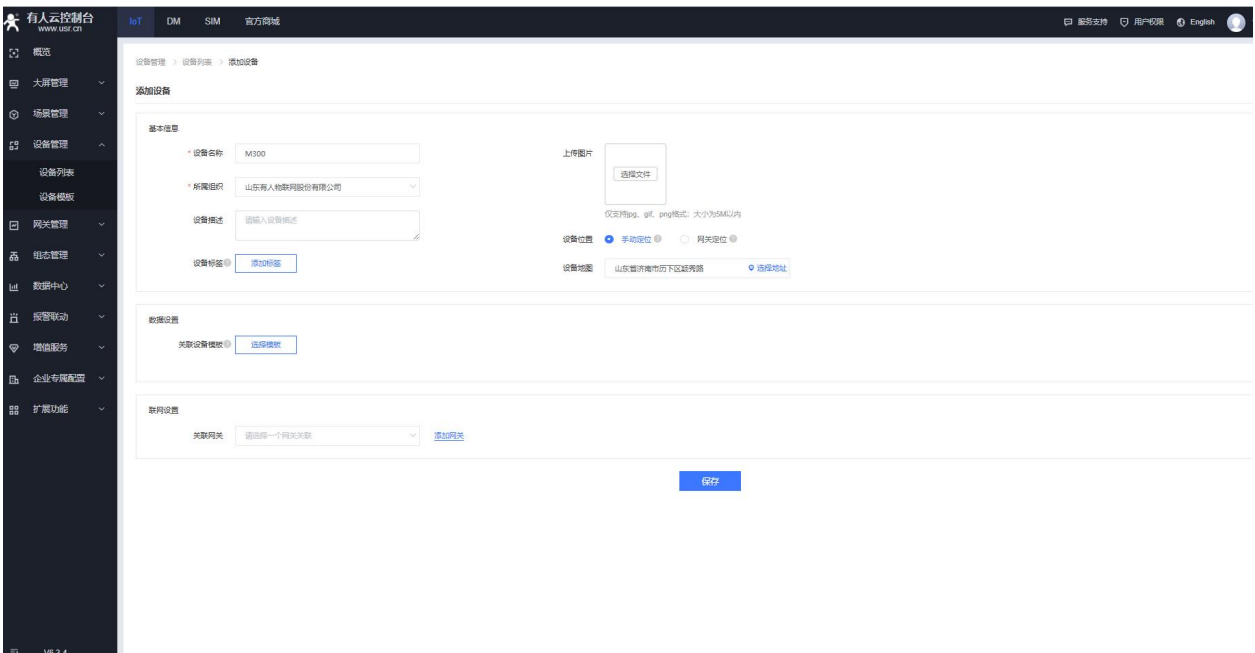 有人云控制台
www.usr.cn
IoT DM SIM 官方商城
服务支持 用户权限 English
概览
大屏管理
场景管理
设备管理
设备列表
设备模板
网关管理
组态管理
数据中心
报警联动
增值服务
企业专属配置
扩展功能
V6.2.4
设备管理 > 设备列表 > 添加设备
添加设备
基本信息
* 设备名称 M300
* 所属组织 山东有人物联网股份有限公司
设备描述 请输入设备描述
设备标签 添加标签
上传图片 选择文件
仅支持jpg、gif、png格式; 大小为5M以内
设备位置 手动定位 网关定位
设备地图 山东省济南市历下区颖秀路 选择地址
数据设置
关联设备模板 选择模板
联网设置
关联网关 请选择一个网关关联 添加网关
保存